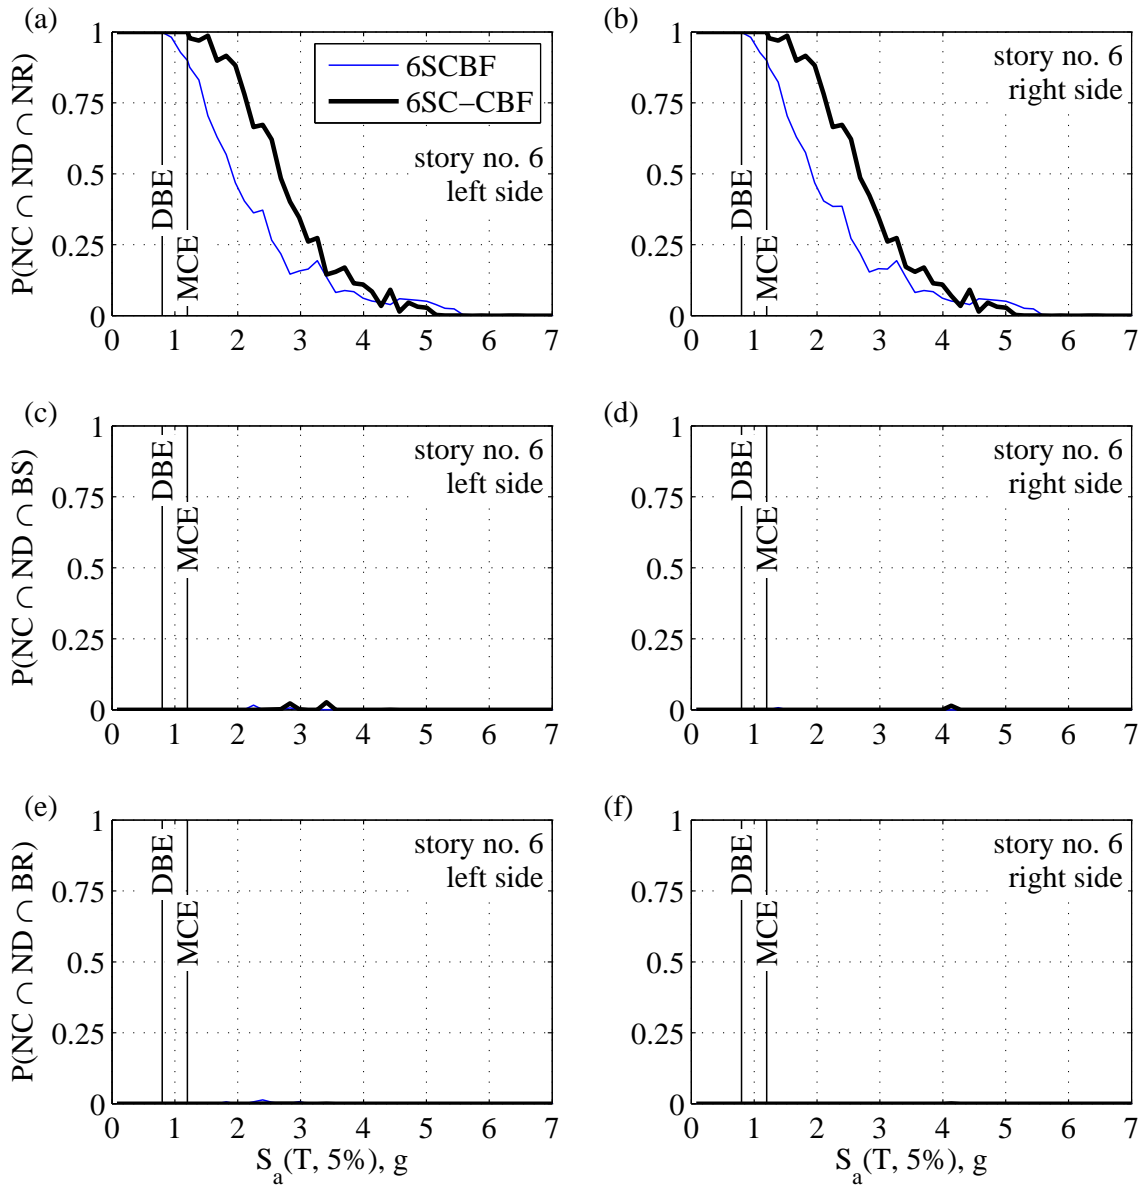 (a)
(b)
P(NC ∩ ND ∩ NR)
1
0.75
0.5
0.25
0
6SCBF
6SC−CBF
story no. 6
left side
DBE
MCE
0 1 2 3 4 5 6 7
1
0.75
0.5
0.25
0
story no. 6
right side
DBE
MCE
0 1 2 3 4 5 6 7
(c)
(d)
P(NC ∩ ND ∩ BS)
1
0.75
0.5
0.25
0
story no. 6
left side
DBE
MCE
0 1 2 3 4 5 6 7
1
0.75
0.5
0.25
0
story no. 6
right side
DBE
MCE
0 1 2 3 4 5 6 7
(e)
(f)
P(NC ∩ ND ∩ BR)
1
0.75
0.5
0.25
0
story no. 6
left side
DBE
MCE
0 1 2 3 4 5 6 7
S_a(T, 5%), g
1
0.75
0.5
0.25
0
story no. 6
right side
DBE
MCE
0 1 2 3 4 5 6 7
S_a(T, 5%), g